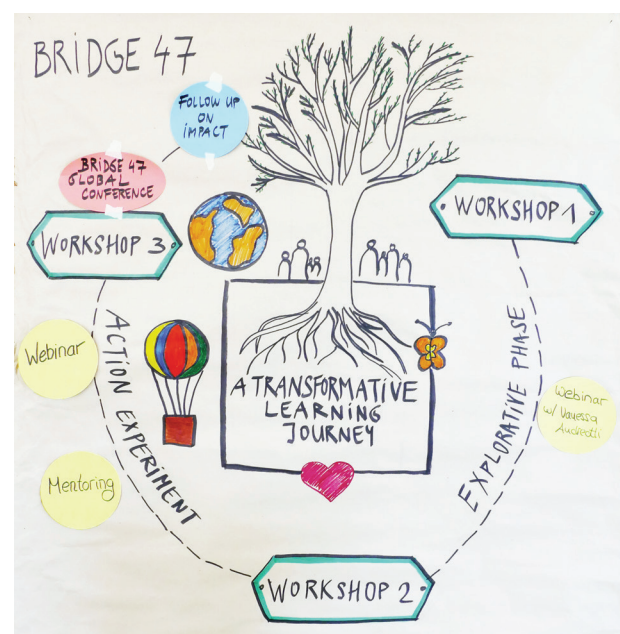 BRIDGE 47
FOLLOW UP
ON
IMPACT
BRIDGE 47
GLOBAL
CONFERENCE
WORKSHOP 3
WORKSHOP 1
Webinar
ACTION EXPERIMENT
EXPLORATIVE PHASE
A TRANSFORMATIVE
LEARNING
JOURNEY
Webinar
w/ Vanessa
Andreotti
Mentoring
WORKSHOP 2